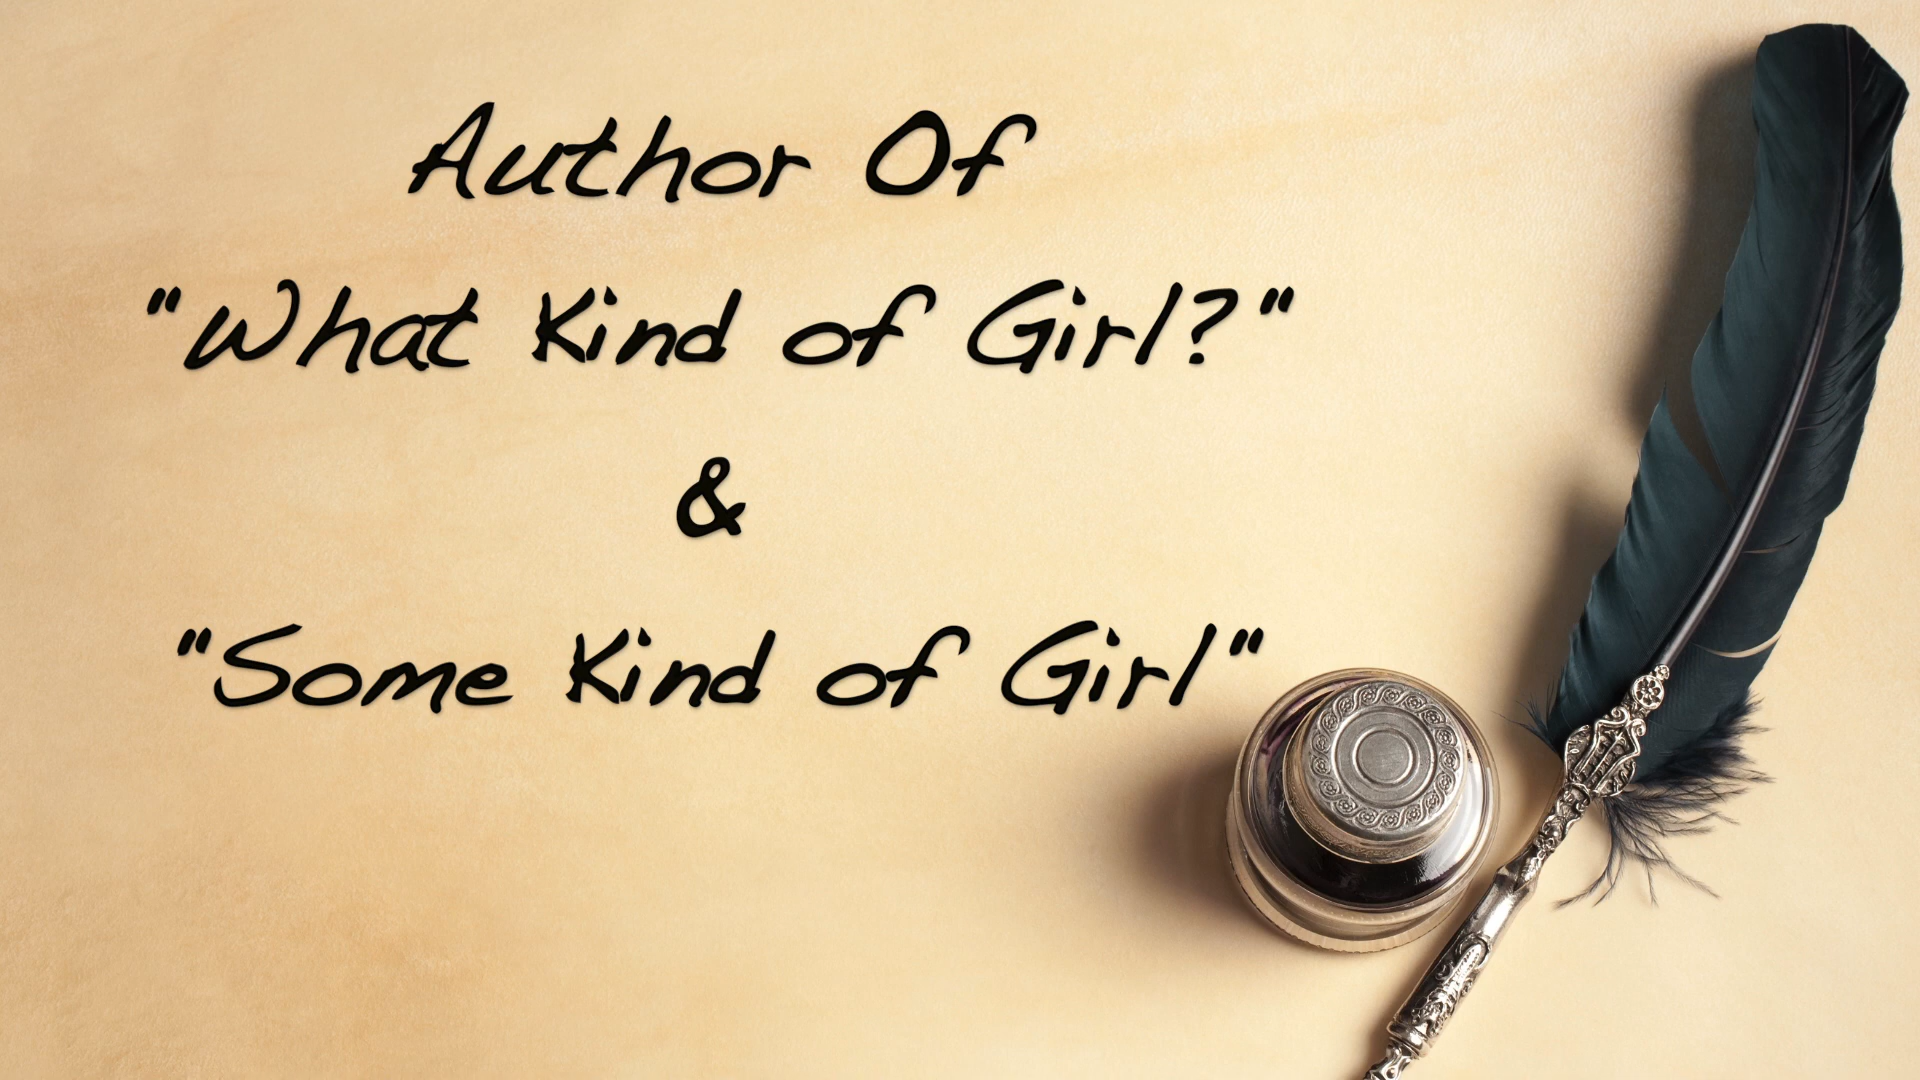 Author Of
"What Kind of Girl?"
&
"Some Kind of Girl"